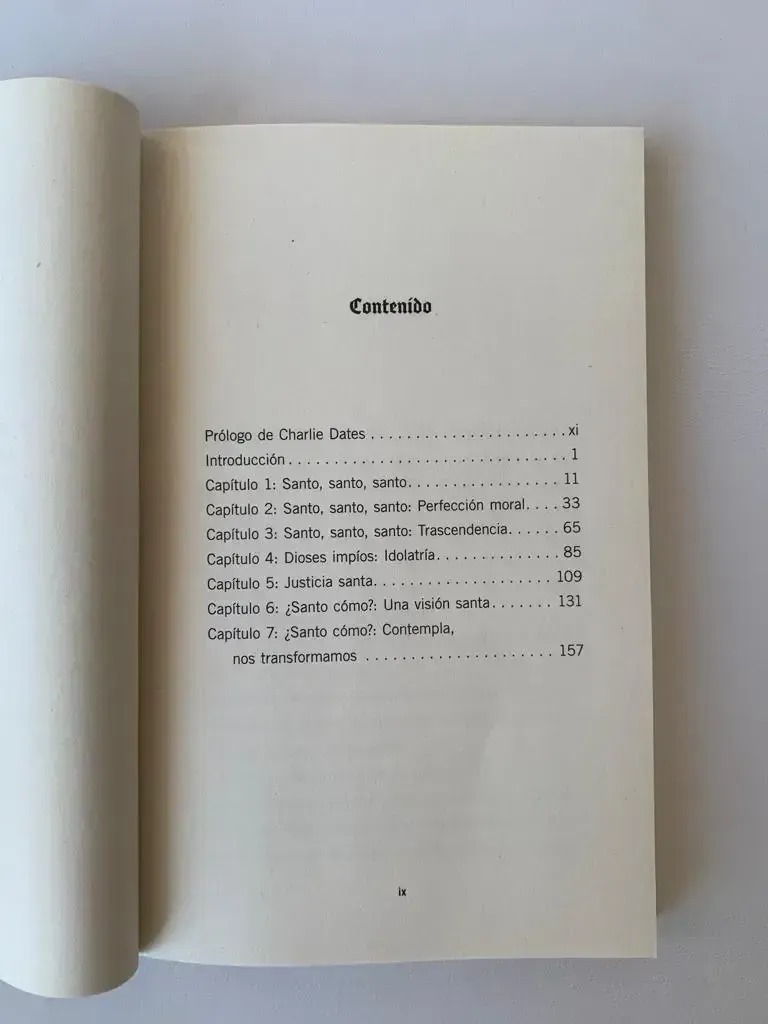 Contenido
Prólogo de Charlie Dates . . . . . . . . . . . . . . . . . . . . . . xi
Introducción . . . . . . . . . . . . . . . . . . . . . . . . . . . . . . . 1
Capítulo 1: Santo, santo, santo. . . . . . . . . . . . . . . . . 11
Capítulo 2: Santo, santo, santo: Perfección moral. . . . 33
Capítulo 3: Santo, santo, santo: Trascendencia. . . . . . 65
Capítulo 4: Dioses impíos: Idolatría. . . . . . . . . . . . . . 85
Capítulo 5: Justicia santa. . . . . . . . . . . . . . . . . . . . 109
Capítulo 6: ¿Santo cómo?: Una visión santa. . . . . . . 131
Capítulo 7: ¿Santo cómo?: Contempla,
nos transformamos . . . . . . . . . . . . . . . . . . . . . 157
ix